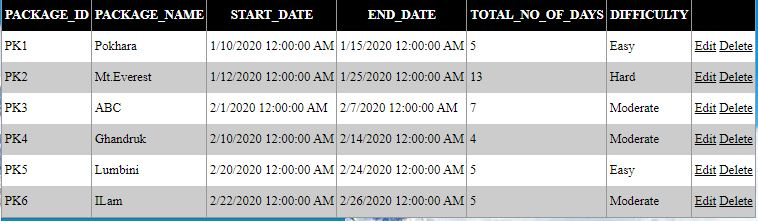 PACKAGE_ID PACKAGE_NAME START_DATE END_DATE TOTAL_NO_OF_DAYS DIFFICULTY
PK1 Pokhara 1/10/2020 12:00:00 AM 1/15/2020 12:00:00 AM 5 Easy Edit Delete
PK2 Mt.Everest 1/12/2020 12:00:00 AM 1/25/2020 12:00:00 AM 13 Hard Edit Delete
PK3 ABC 2/1/2020 12:00:00 AM 2/7/2020 12:00:00 AM 7 Moderate Edit Delete
PK4 Ghandruk 2/10/2020 12:00:00 AM 2/14/2020 12:00:00 AM 4 Moderate Edit Delete
PK5 Lumbini 2/20/2020 12:00:00 AM 2/24/2020 12:00:00 AM 5 Easy Edit Delete
PK6 ILam 2/22/2020 12:00:00 AM 2/26/2020 12:00:00 AM 5 Moderate Edit Delete